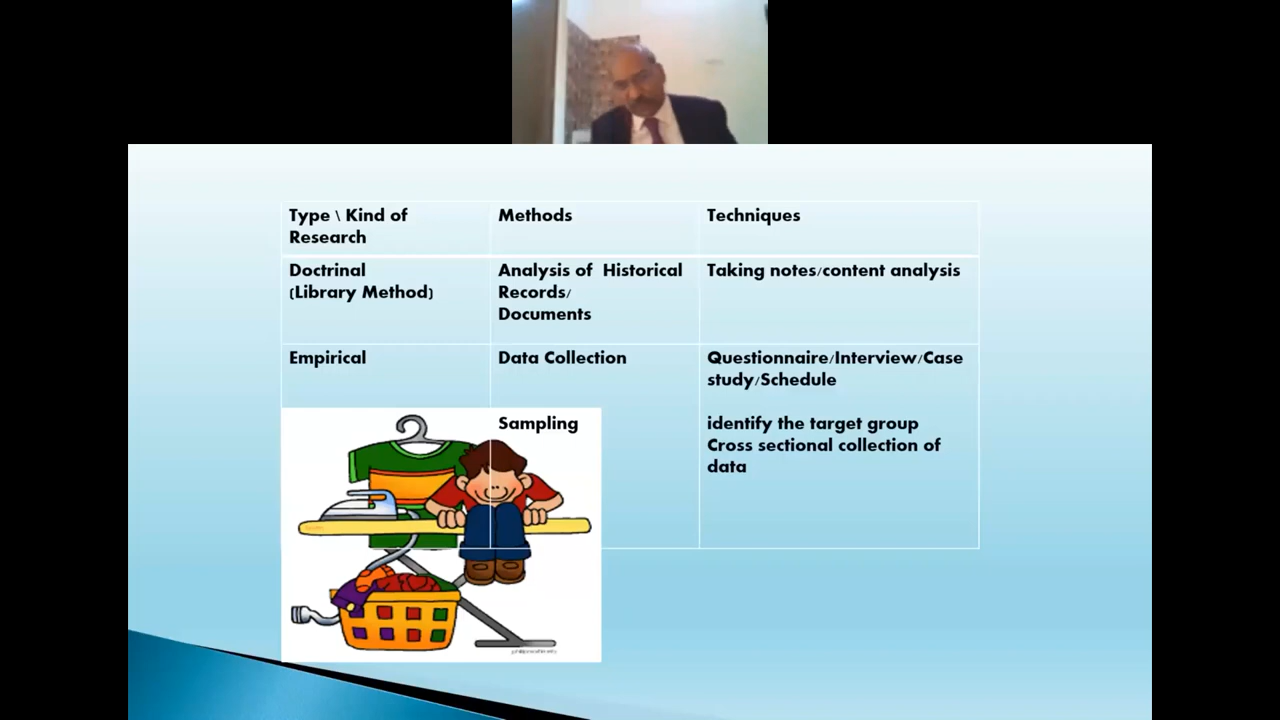 Type \ Kind of Research
Methods
Techniques
Doctrinal
(Library Method)
Analysis of Historical
Records/
Documents
Taking notes/content analysis
Empirical
Data Collection
Questionnaire/Interview/Case
study/Schedule
Sampling
identify the target group
Cross sectional collection of
data